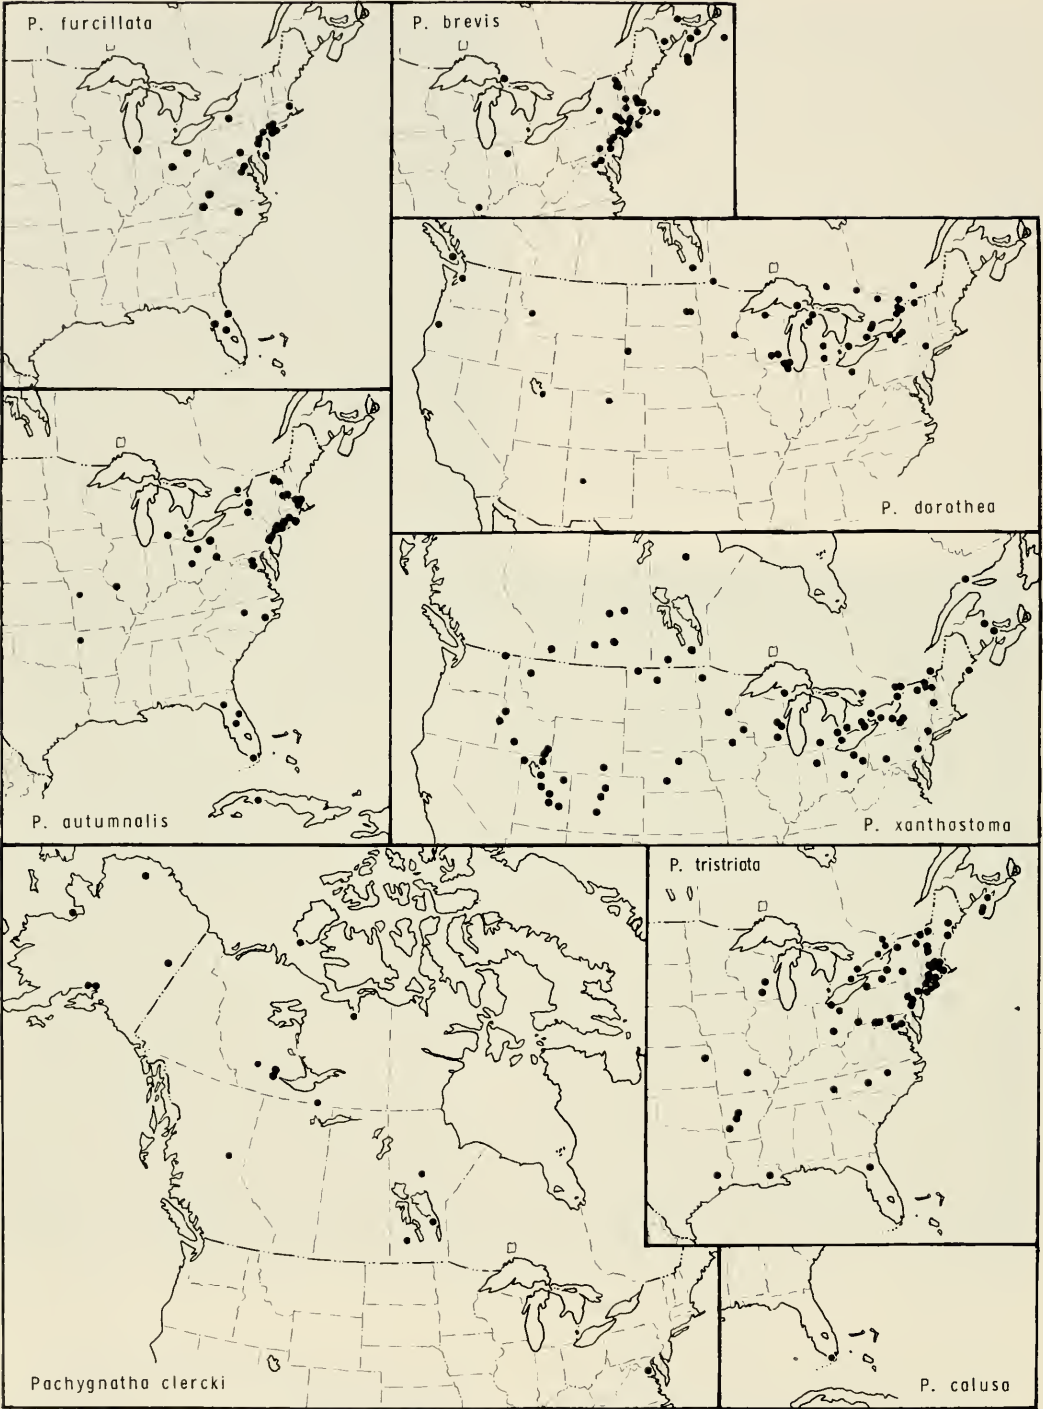 P. furcillata
P. brevis
P. dorothea
P. autumnalis
P. xanthostoma
P. tristriata
Pachygnatha clercki
P. calusa